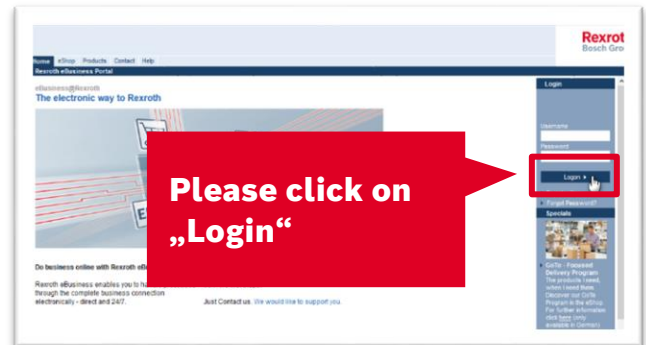 Rexrot
Bosch Gro
Home eShop Products Contact Help
Rexroth eBusiness Portal
eBusiness@Rexroth
The electronic way to Rexroth
Login
Username
Password
Login
Forgot Password?
Please click on
„Login“
Specials
GoTo - Focused
Delivery Program
The products I need,
when I need them.
Discover our GoTo
Program in the eShop.
For further information
click here (only
available in Germany
Do business online with Rexroth eB
Rexroth eBusiness enables you to ha
through the complete business connection
electronically - direct and 24/7.
Just Contact us. We would like to support you.